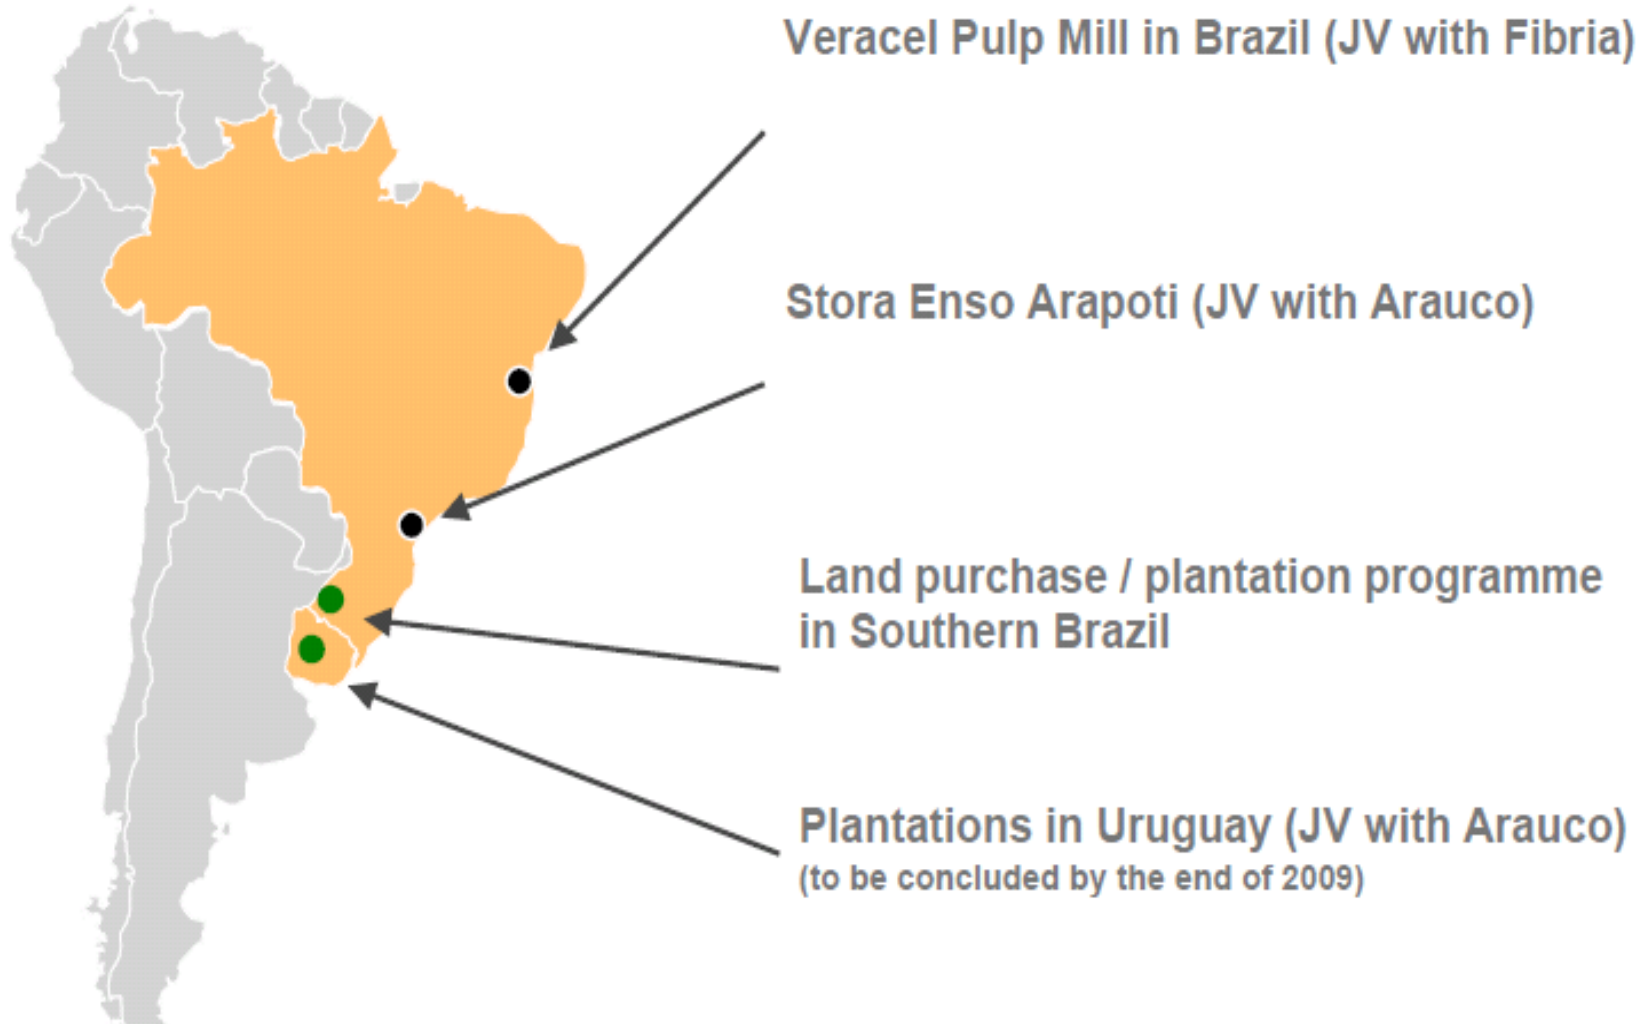 Veracel Pulp Mill in Brazil (JV with Fibria)
Stora Enso Arapoti (JV with Arauco)
Land purchase / plantation programme
in Southern Brazil
Plantations in Uruguay (JV with Arauco)
(to be concluded by the end of 2009)